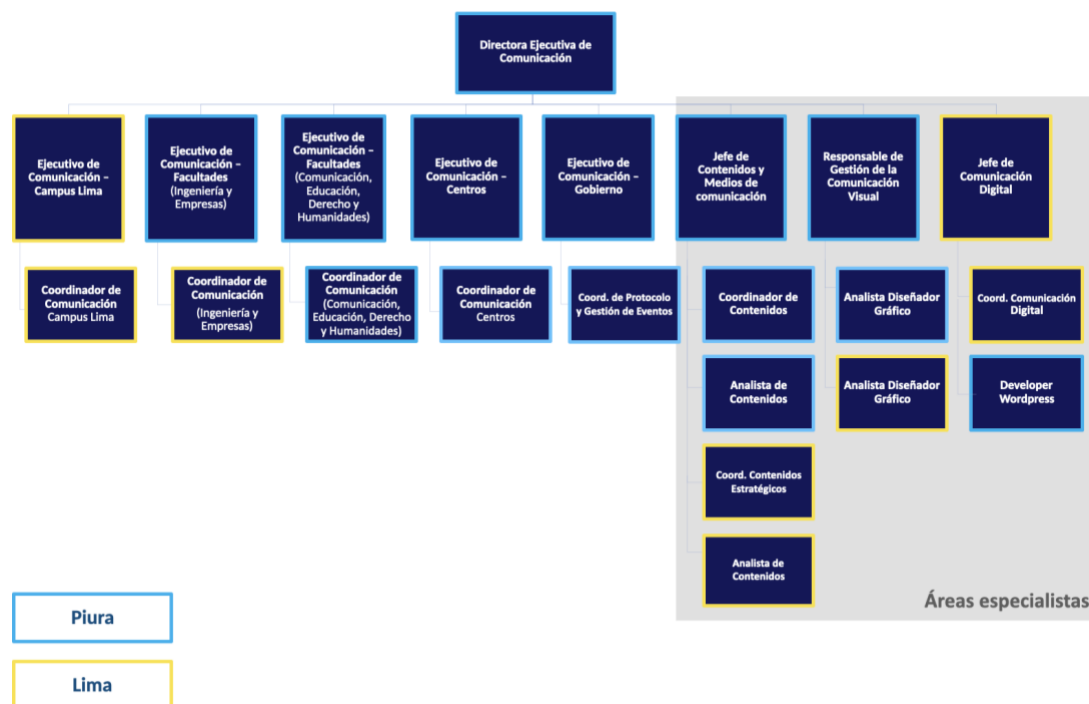 Directora Ejecutiva de
Comunicación
Ejecutivo de
Comunicación –
Campus Lima
Ejecutivo de
Comunicación –
Facultades
(Ingeniería y
Empresas)
Ejecutivo de
Comunicación –
Facultades
(Comunicación,
Educación,
Derecho y
Humanidades)
Ejecutivo de
Comunicación –
Centros
Ejecutivo de
Comunicación –
Gobierno
Jefe de
Contenidos y
Medios de
comunicación
Responsable de
Gestión de la
Comunicación
Visual
Jefe de
Comunicación
Digital
Coordinador de
Comunicación
Campus Lima
Coordinador de
Comunicación
(Ingeniería y
Empresas)
Coordinador de
Comunicación
(Comunicación,
Educación, Derecho
y Humanidades)
Coordinador de
Comunicación
Centros
Coord. de Protocolo
y Gestión de Eventos
Coordinador de
Contenidos
Analista Diseñador
Gráfico
Coord. Comunicación
Digital
Analista de
Contenidos
Analista Diseñador
Gráfico
Developer
Wordpress
Coord. Contenidos
Estratégicos
Analista de
Contenidos
Áreas especialistas
Piura
Lima